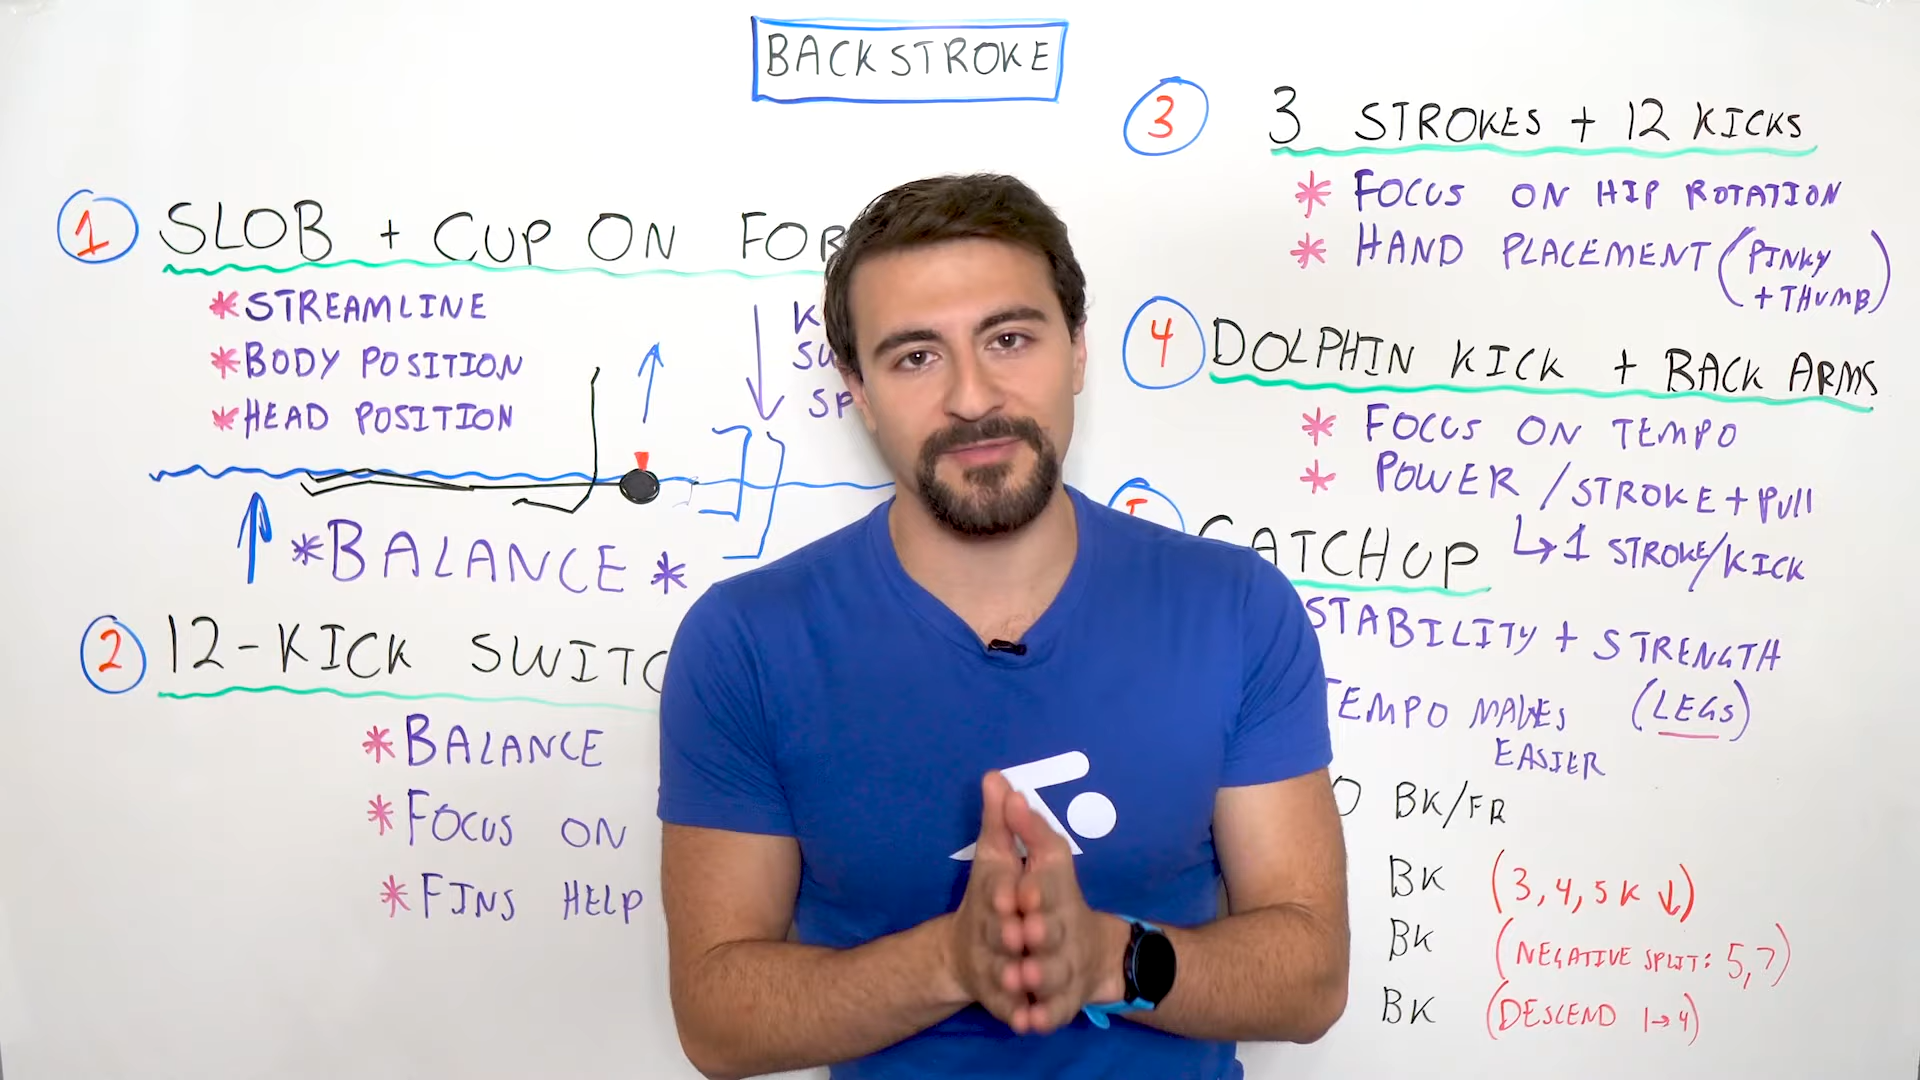 BACKSTROKE
1 SLOB + CUP ON
* STREAMLINE
* BODY POSITION
* HEAD POSITION
* BALANCE *
2 12-KICK
* BALANCE
* FOCUS ON
* FINS HELP
3 3 STROKES + 12 KICKS
* FOCUS ON HIP ROTATION
* HAND PLACEMENT (PINKY
+ THUMB)
4 DOLPHIN KICK + BACK ARMS
* FOCUS ON TEMPO
* POWER / STROKE + PULL
↳ 1 STROKE/KICK
CATCHUP
STABILITY + STRENGTH
(LEGS)
TEMPO MAKES
EASIER
BK/FR
BK (3, 4, 5 K ↓)
BK (NEGATIVE SPLIT: 5, 7)
BK (DESCEND 1→4)